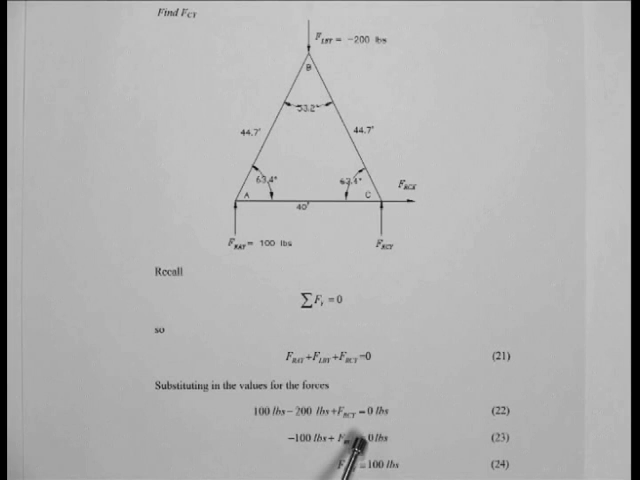 Find F_CY
F_LBY = -200 lbs
B
53.2°
44.7' 44.7'
63.4° 63.4°
A C F_RCX
40'
F_RAY = 100 lbs F_RCY
Recall
∑F_Y = 0
so
F_RAY+F_LBY+F_RCY=0 (21)
Substituting in the values for the forces
100 lbs – 200 lbs + F_RCY = 0 lbs (22)
–100 lbs + 0 lbs (23)
= 100 lbs (24)